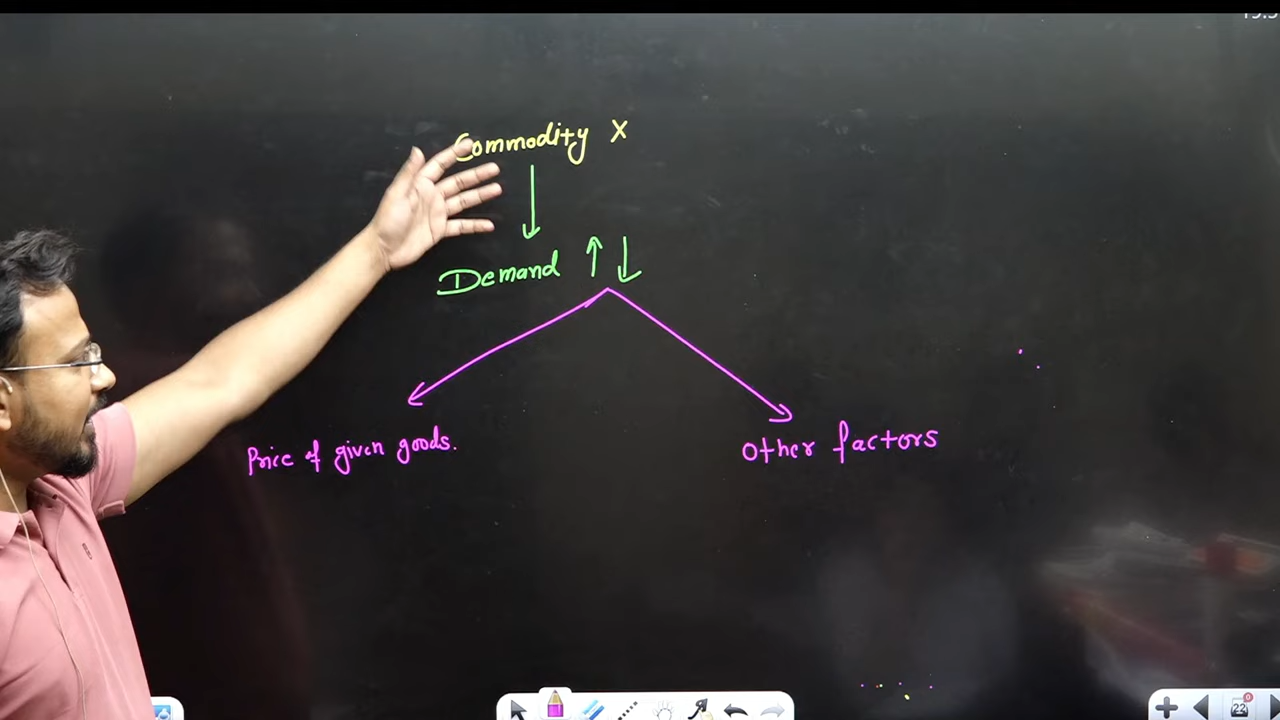 Commodity X
Demand ↑ ↓
Price of given goods.
Other factors